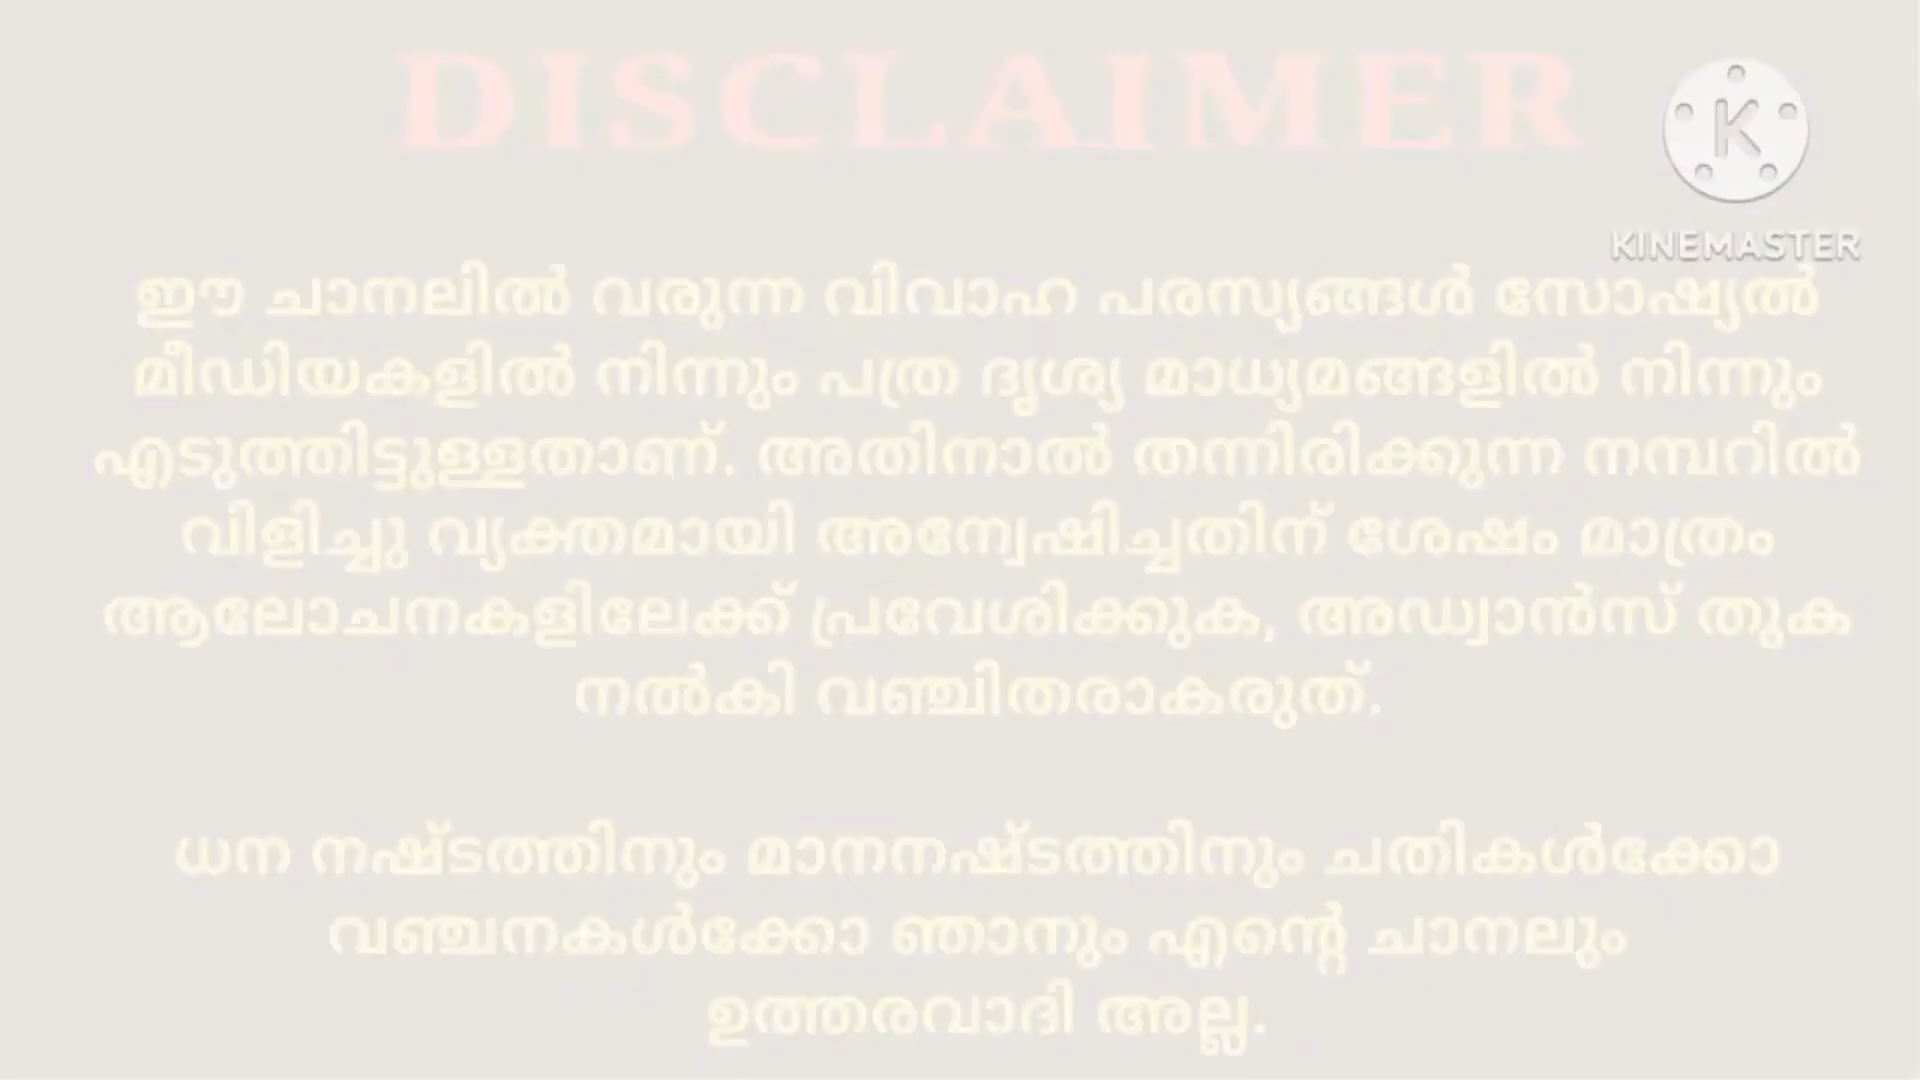 DISCLAIMER
KINEMASTER
ഈ ചാനലിൽ വരുന്ന വിവാഹ പരസ്യങ്ങൾ സോഷ്യൽ
മീഡിയകളിൽ നിന്നും പത്ര ദൃശ്യ മാധ്യമങ്ങളിൽ നിന്നും
എടുത്തിട്ടുള്ളതാണ്. അതിനാൽ തന്നിരിക്കുന്ന നമ്പറിൽ
വിളിച്ചു വ്യക്തമായി അന്വേഷിച്ചതിന് ശേഷം മാത്രം
ആലോചനകളിലേക്ക് പ്രവേശിക്കുക, അഡ്വാൻസ് തുക
നൽകി വഞ്ചിതരാകരുത്.
ധന നഷ്ടത്തിനും മാനനഷ്ടത്തിനും ചതികൾക്കോ
വഞ്ചനകൾക്കോ ഞാനും എന്റെ ചാനലും
ഉത്തരവാദി അല്ല.